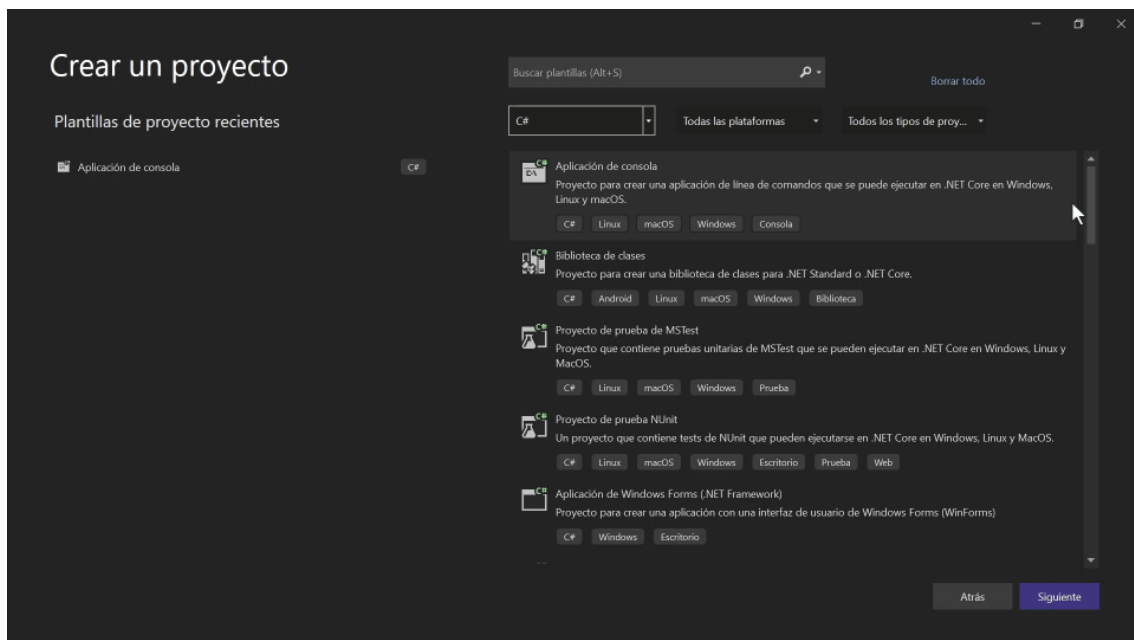 Crear un proyecto
Plantillas de proyecto recientes
Aplicación de consola C#
Buscar plantillas (Alt+S)
Borrar todo
C# Todas las plataformas Todos los tipos de proy...
Aplicación de consola
Proyecto para crear una aplicación de línea de comandos que se puede ejecutar en .NET Core en Windows,
Linux y macOS.
C# Linux macOS Windows Consola
Biblioteca de clases
Proyecto para crear una biblioteca de clases para .NET Standard o .NET Core.
C# Android Linux macOS Windows Biblioteca
Proyecto de prueba de MSTest
Proyecto que contiene pruebas unitarias de MSTest que se pueden ejecutar en .NET Core en Windows, Linux y
MacOS.
C# Linux macOS Windows Prueba
Proyecto de prueba NUnit
Un proyecto que contiene tests de NUnit que pueden ejecutarse en .NET Core en Windows, Linux y MacOS.
C# Linux macOS Windows Escritorio Prueba Web
Aplicación de Windows Forms (.NET Framework)
Proyecto para crear una aplicación con una interfaz de usuario de Windows Forms (WinForms)
C# Windows Escritorio
Atrás Siguiente